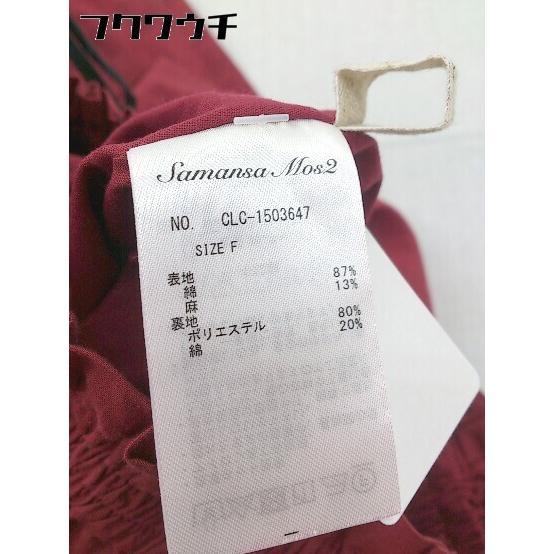 フクワウチ
Samansa Mos2
NO. CLC-1503647
SIZE F
表地
綿 87%
麻 13%
裏地
ポリエステル 80%
綿 20%